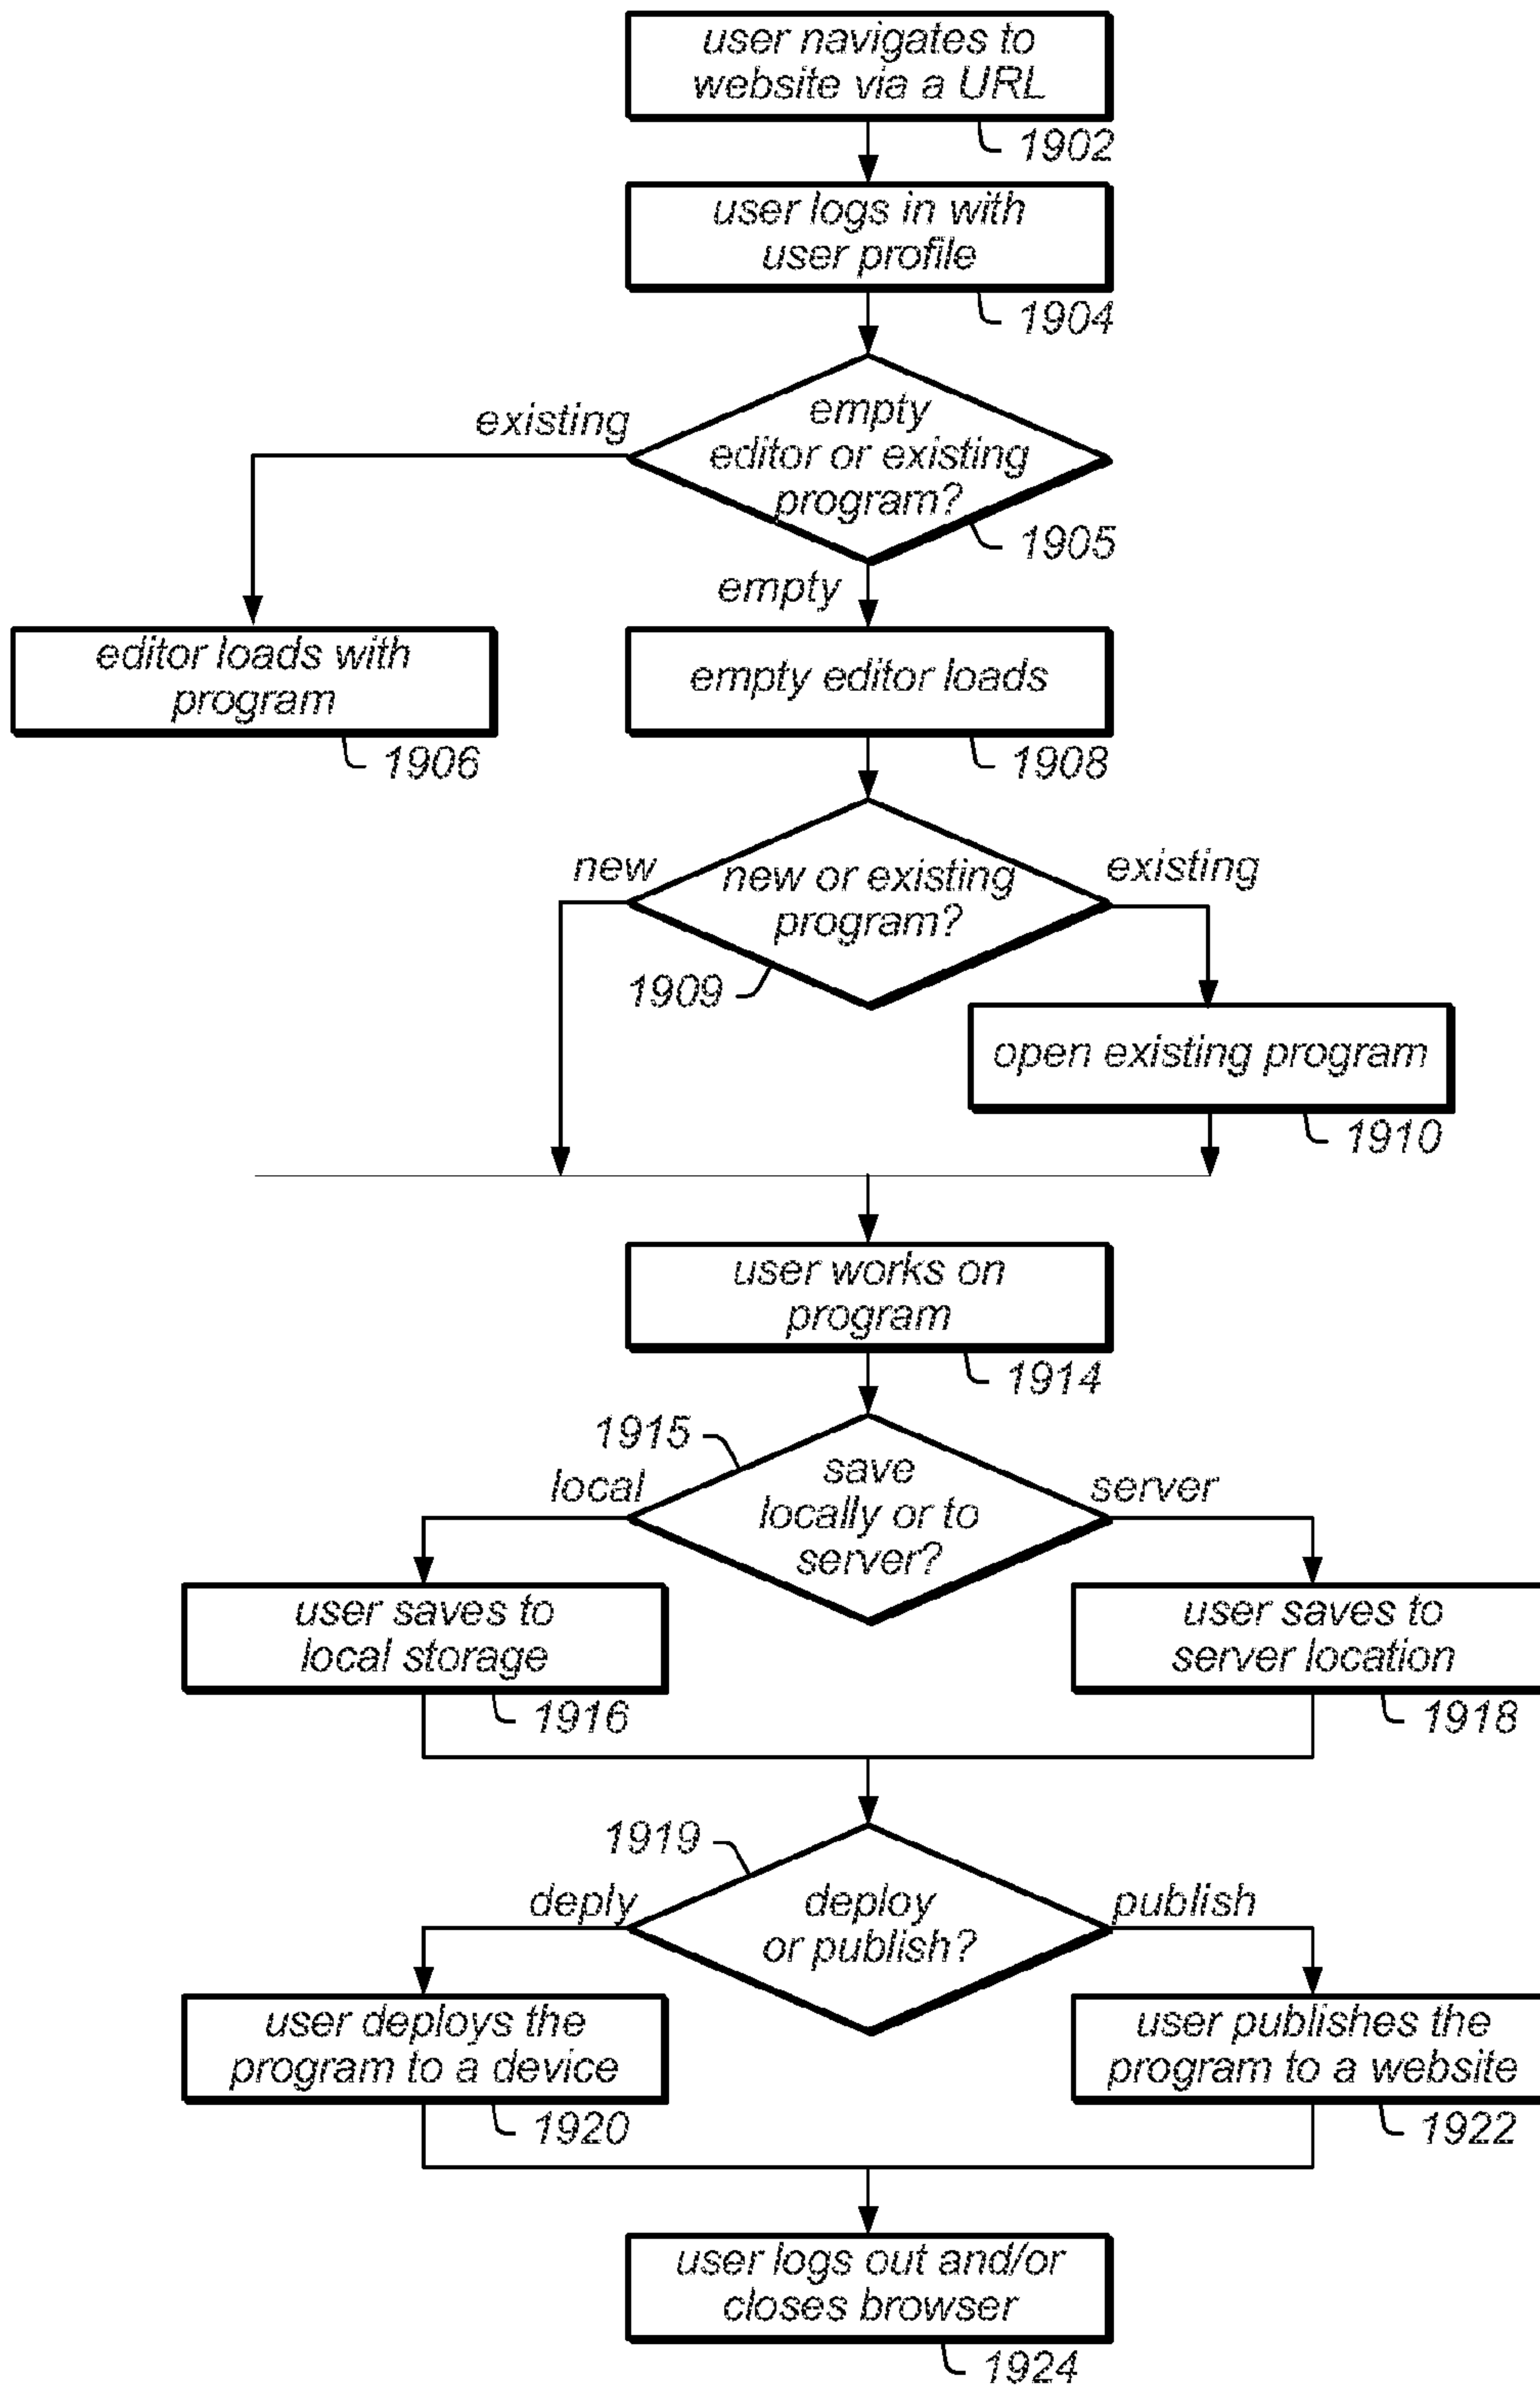 user navigates to
website via a URL
1902
user logs in with
user profile
1904
existing
empty
editor or existing
program?
1905
empty
editor loads with
program
1906
empty editor loads
1908
new
new or existing
program?
existing
1909
open existing program
1910
user works on
program
1914
1915
local
save
locally or to
server?
server
user saves to
local storage
1916
user saves to
server location
1918
1919
deply
deploy
or publish?
publish
user deploys the
program to a device
1920
user publishes the
program to a website
1922
user logs out and/or
closes browser
1924